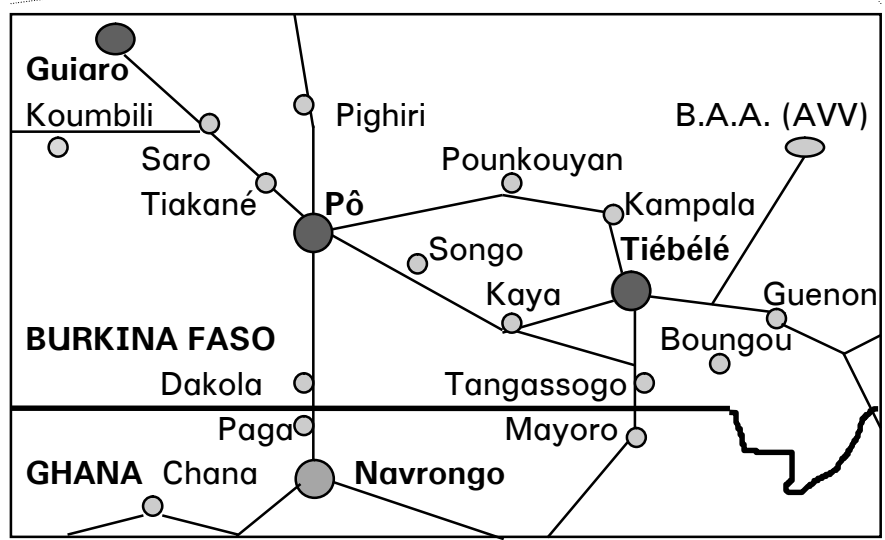 Guiaro
Koumbili
Pighiri
B.A.A. (AVV)
Saro
Pounkouyan
Tiakané
Pô
Kampala
Songo
Tiébélé
Kaya
Guenon
BURKINA FASO
Boungou
Dakola
Tangassogo
Paga
Mayoro
GHANA
Chana
Navrongo